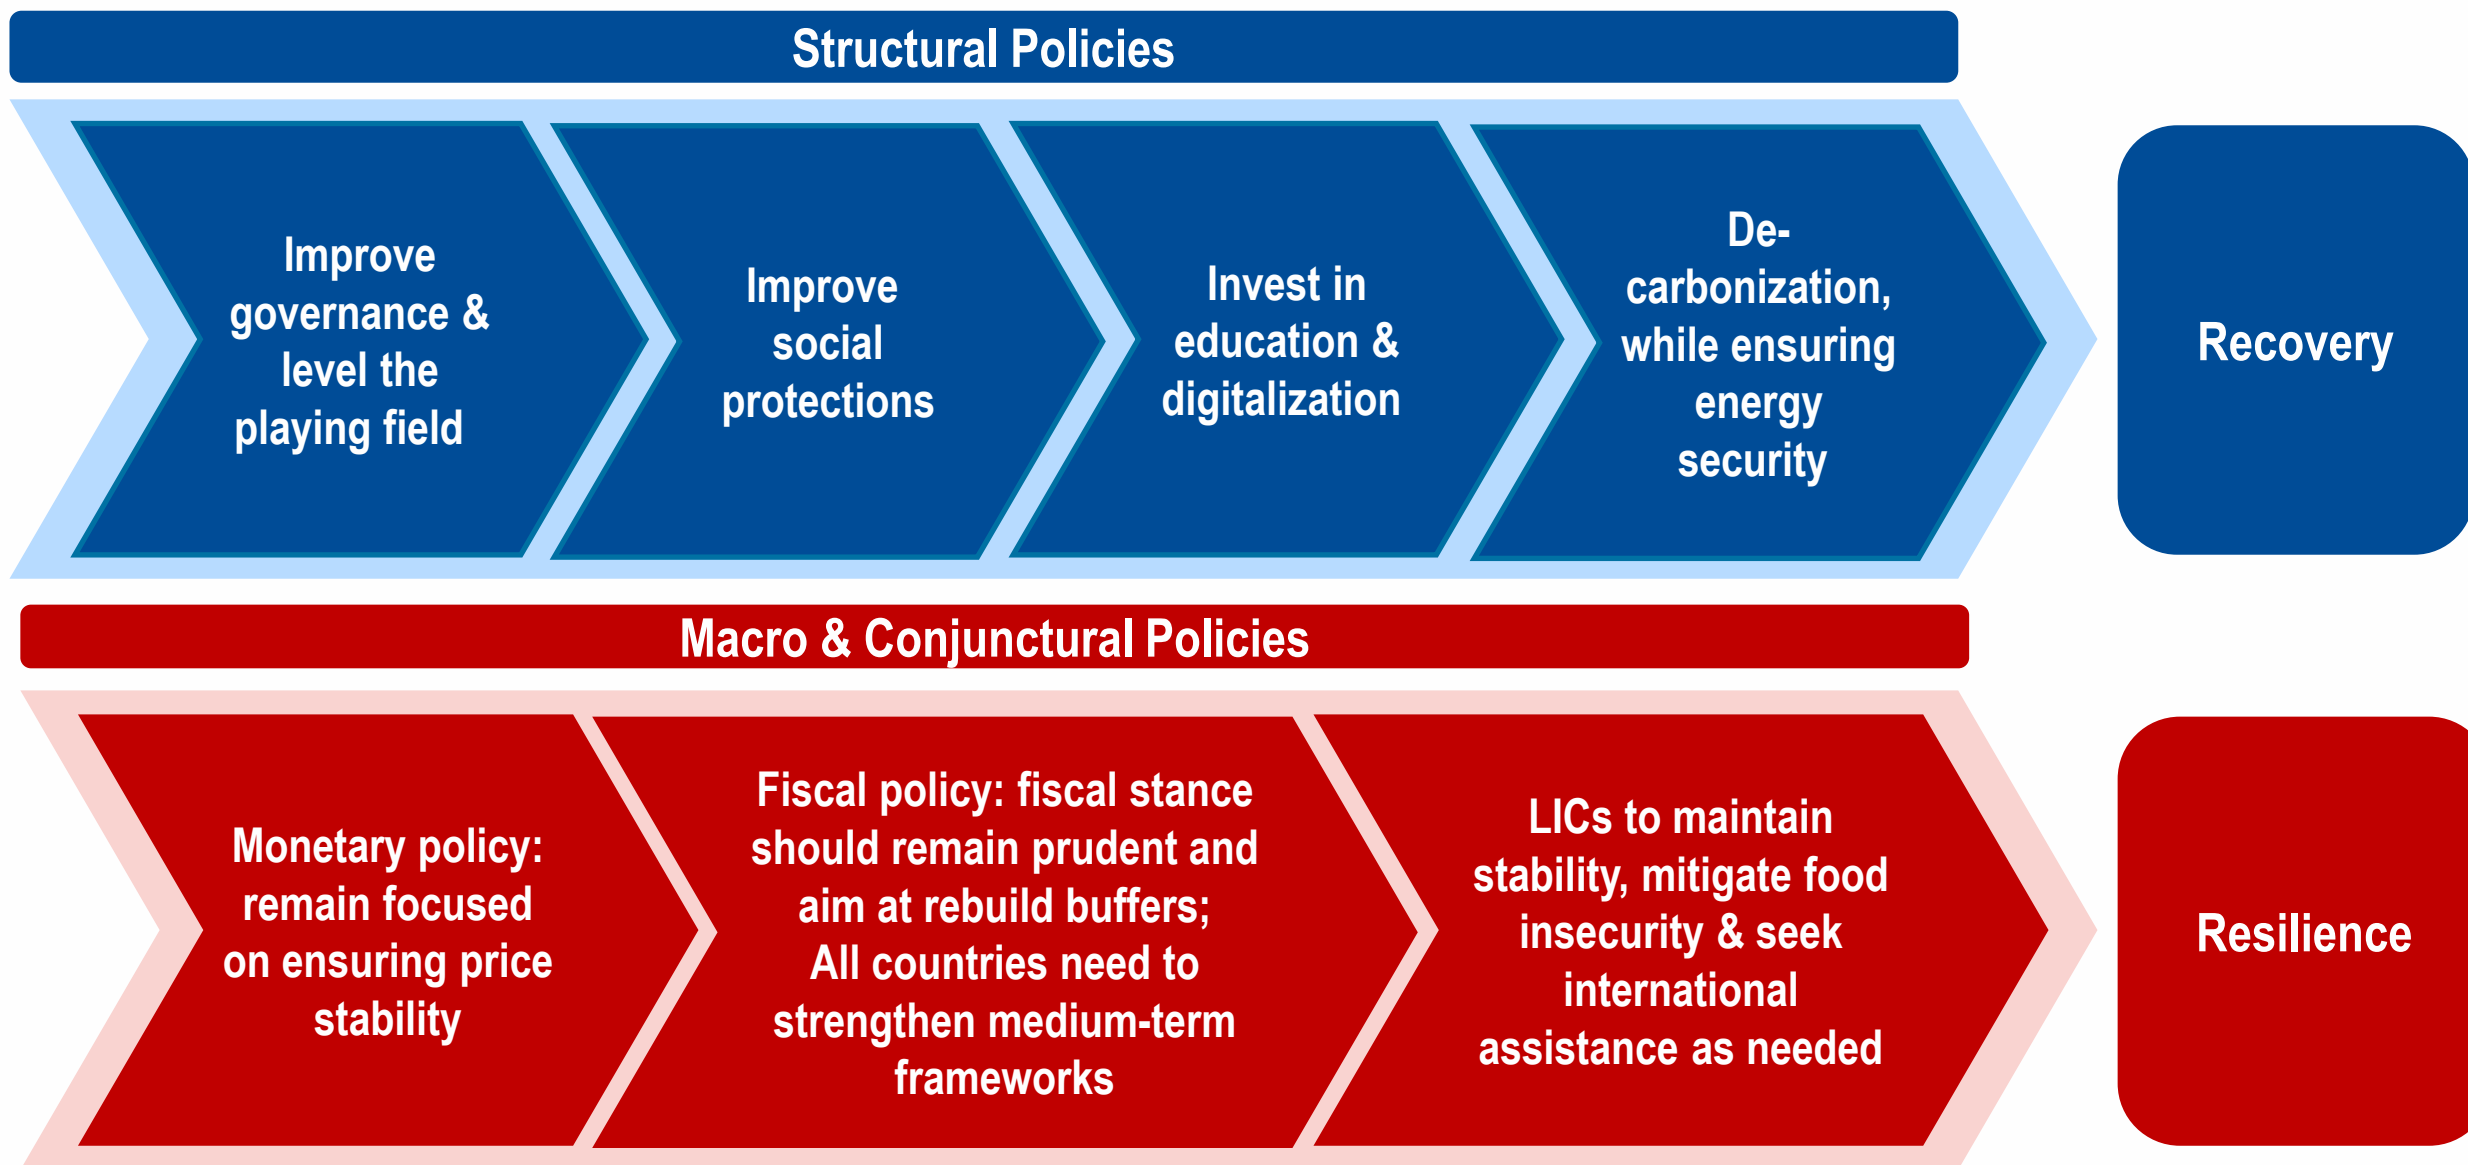 Structural Policies
Improve
governance &
level the
playing field
Improve
social
protections
Invest in
education &
digitalization
De-
carbonization,
while ensuring
energy
security
Recovery
Macro & Conjunctural Policies
Monetary policy:
remain focused
on ensuring price
stability
Fiscal policy: fiscal stance
should remain prudent and
aim at rebuild buffers;
All countries need to
strengthen medium-term
frameworks
LICs to maintain
stability, mitigate food
insecurity & seek
international
assistance as needed
Resilience